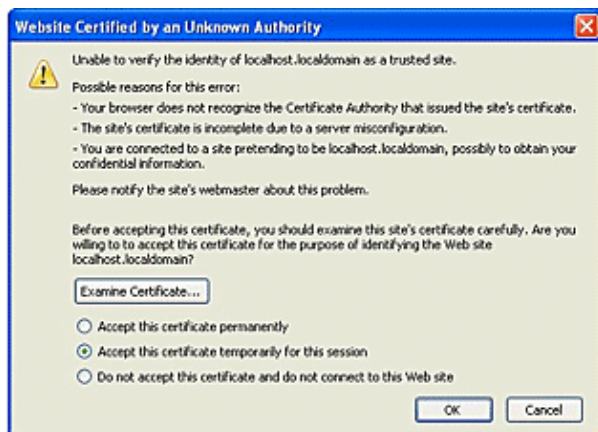 Website Certified by an Unknown Authority
Unable to verify the identity of localhost.localdomain as a trusted site.
Possible reasons for this error:
- Your browser does not recognize the Certificate Authority that issued the site's certificate.
- The site's certificate is incomplete due to a server misconfiguration.
- You are connected to a site pretending to be localhost.localdomain, possibly to obtain your
confidential information.
Please notify the site's webmaster about this problem.
Before accepting this certificate, you should examine this site's certificate carefully. Are you
willing to to accept this certificate for the purpose of identifying the Web site
localhost.localdomain?
Examine Certificate...
Accept this certificate permanently
Accept this certificate temporarily for this session
Do not accept this certificate and do not connect to this Web site
OK Cancel